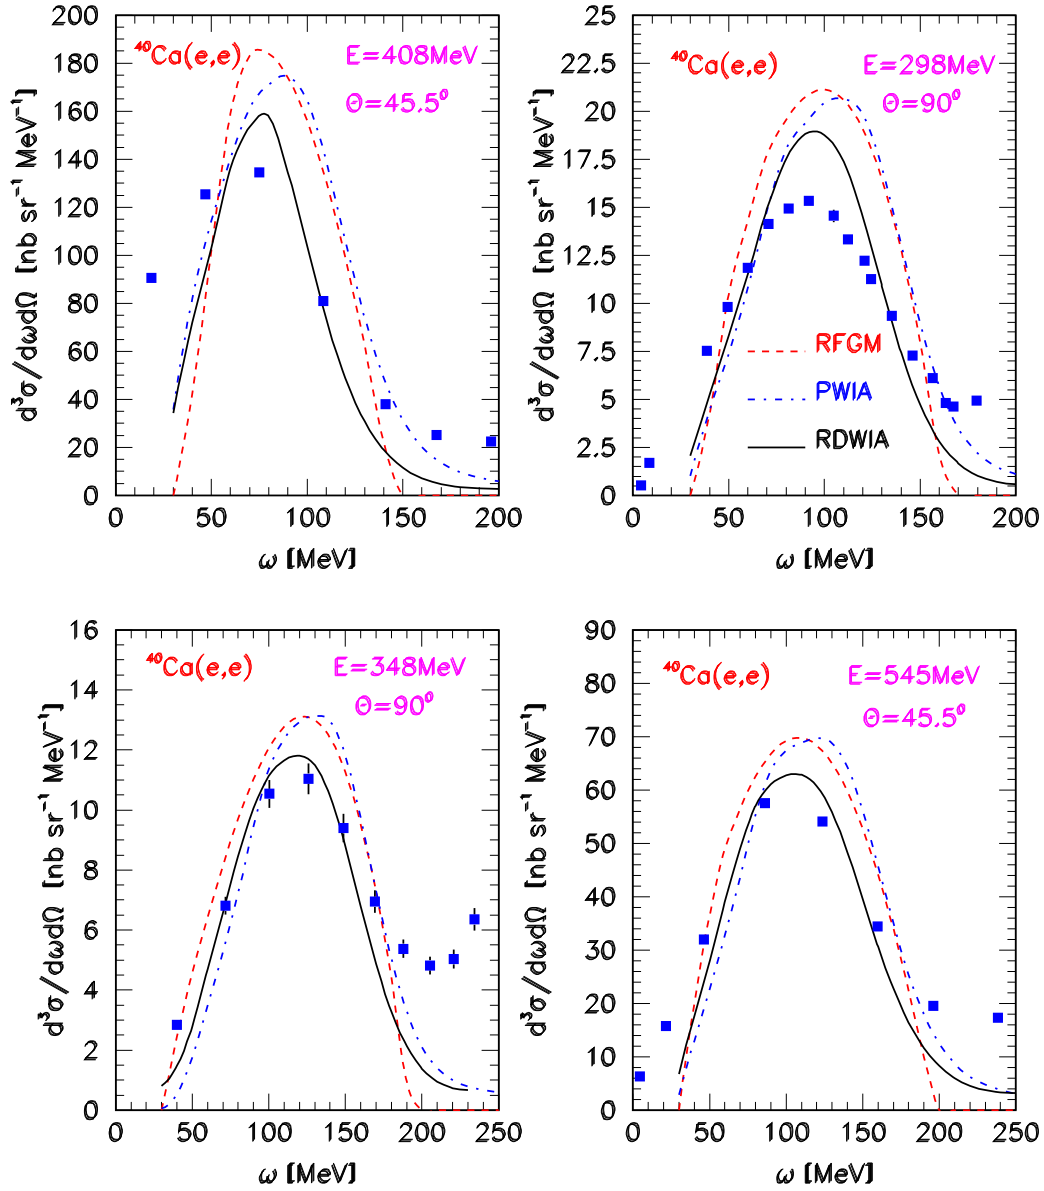 200
180
160
140
120
100
80
60
40
20
0
d³σ/dωdΩ [nb sr⁻¹ MeV⁻¹]
⁴⁰Ca(e,e)
E=408MeV
Θ=45.5⁰
0 50 100 150 200
ω [MeV]
25
22.5
20
17.5
15
12.5
10
7.5
5
2.5
0
d³σ/dωdΩ [nb sr⁻¹ MeV⁻¹]
⁴⁰Ca(e,e)
E=298MeV
Θ=90⁰
RFGM
PWIA
RDWIA
0 50 100 150 200
ω [MeV]
16
14
12
10
8
6
4
2
0
d³σ/dωdΩ [nb sr⁻¹ MeV⁻¹]
⁴⁰Ca(e,e)
E=348MeV
Θ=90⁰
0 50 100 150 200 250
ω [MeV]
90
80
70
60
50
40
30
20
10
0
d³σ/dωdΩ [nb sr⁻¹ MeV⁻¹]
⁴⁰Ca(e,e)
E=545MeV
Θ=45.5⁰
0 50 100 150 200 250
ω [MeV]